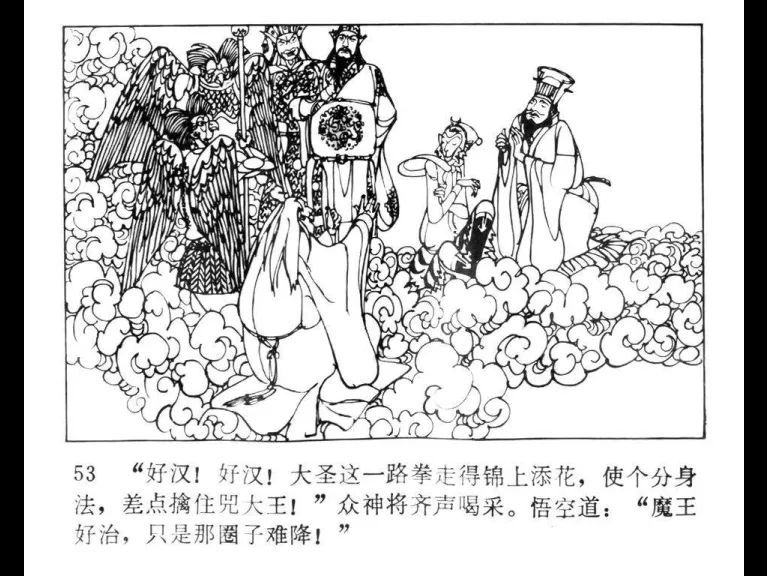 53 “好汉！好汉！大圣这一路拳走得锦上添花，使个分身
法，差点擒住兕大王！”众神将齐声喝采。悟空道：“魔王
好治，只是那圈子难降！”